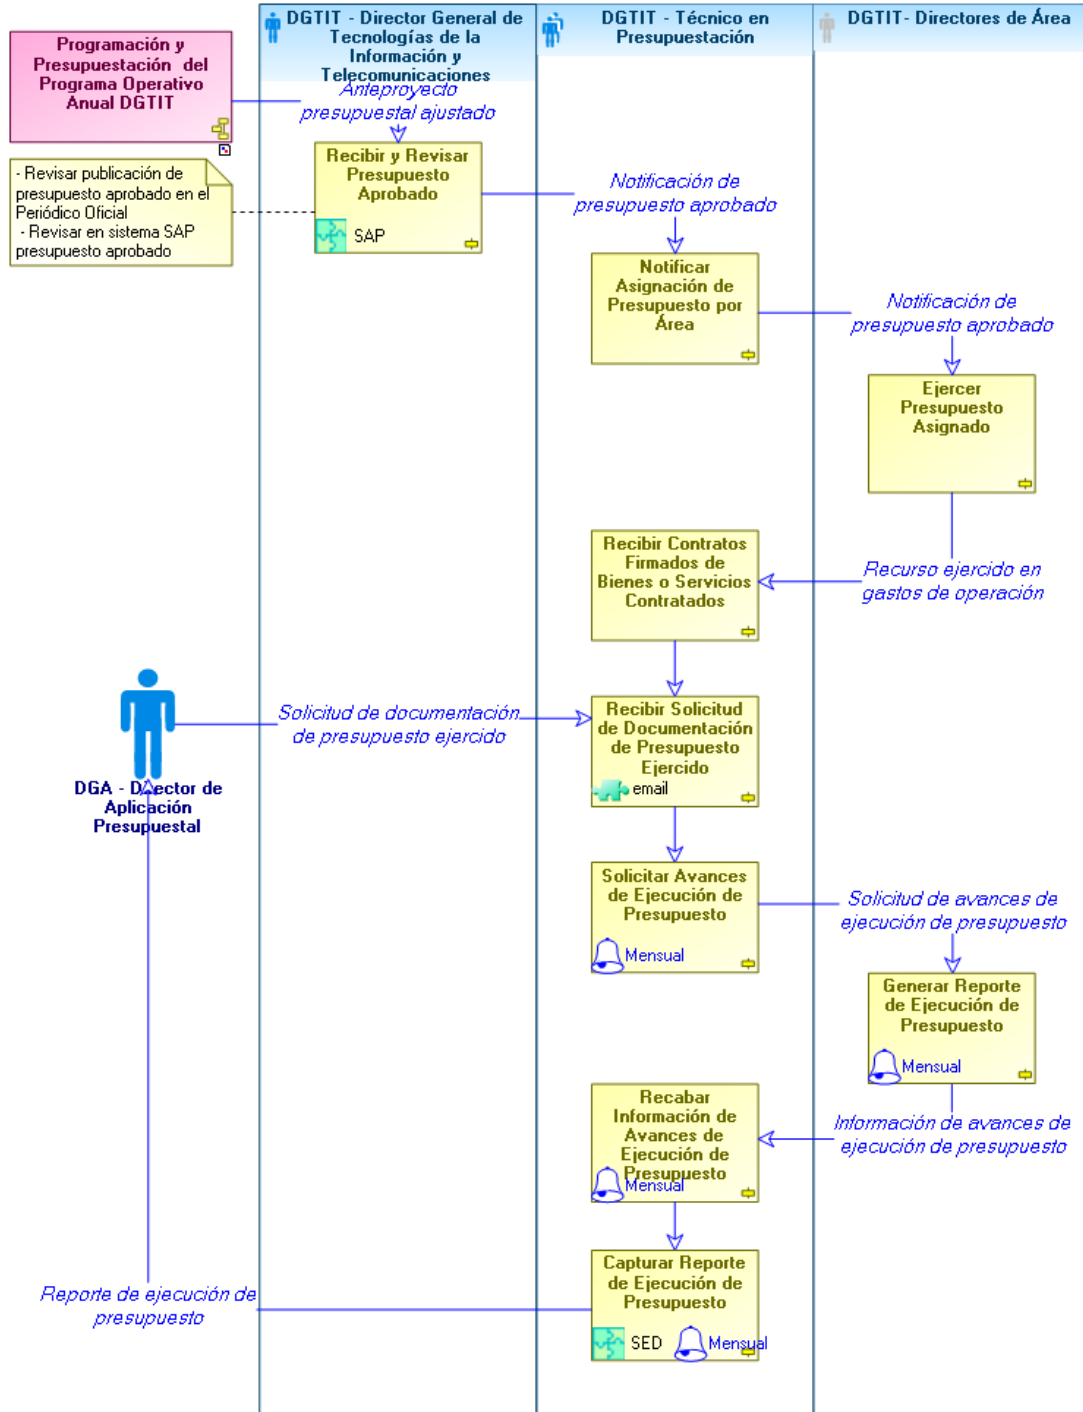 DGTIT - Director General de
Tecnologías de la
Información y
Telecomunicaciones
DGTIT - Técnico en
Presupuestación
DGTIT- Directores de Área
Programación y
Presupuestación del
Programa Operativo
Anual DGTIT
Anteproyecto
presupuestal ajustado
- Revisar publicación de
presupuesto aprobado en el
Periódico Oficial
- Revisar en sistema SAP
presupuesto aprobado
Recibir y Revisar
Presupuesto
Aprobado
SAP
Notificación de
presupuesto aprobado
Notificar
Asignación de
Presupuesto por
Área
Notificación de
presupuesto aprobado
Ejercer
Presupuesto
Asignado
Recurso ejercido en
gastos de operación
Recibir Contratos
Firmados de
Bienes o Servicios
Contratados
DGA - Director de
Aplicación
Presupuestal
Solicitud de documentación
de presupuesto ejercido
Recibir Solicitud
de Documentación
de Presupuesto
Ejercido
email
Solicitar Avances
de Ejecución de
Presupuesto
Mensual
Solicitud de avances de
ejecución de presupuesto
Generar Reporte
de Ejecución de
Presupuesto
Mensual
Información de avances de
ejecución de presupuesto
Recabar
Información de
Avances de
Ejecución de
Presupuesto
Mensual
Capturar Reporte
de Ejecución de
Presupuesto
SED
Mensual
Reporte de ejecución de
presupuesto